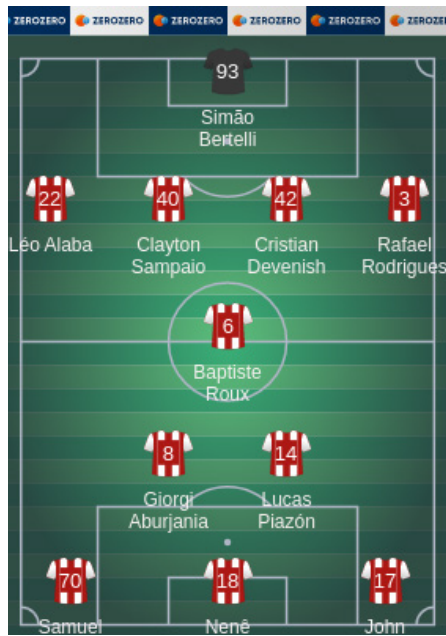 ZEROZERO ZEROZERO ZEROZERO ZEROZERO ZEROZERO
93
Simão
Bertelli
22 40 42 3
Léo Alaba Clayton Cristian Rafael
Sampaio Devenish Rodrigues
6
Baptiste
Roux
8 14
Giorgi Lucas
Aburjania Piazón
70 18 17
Samuel Nenê John